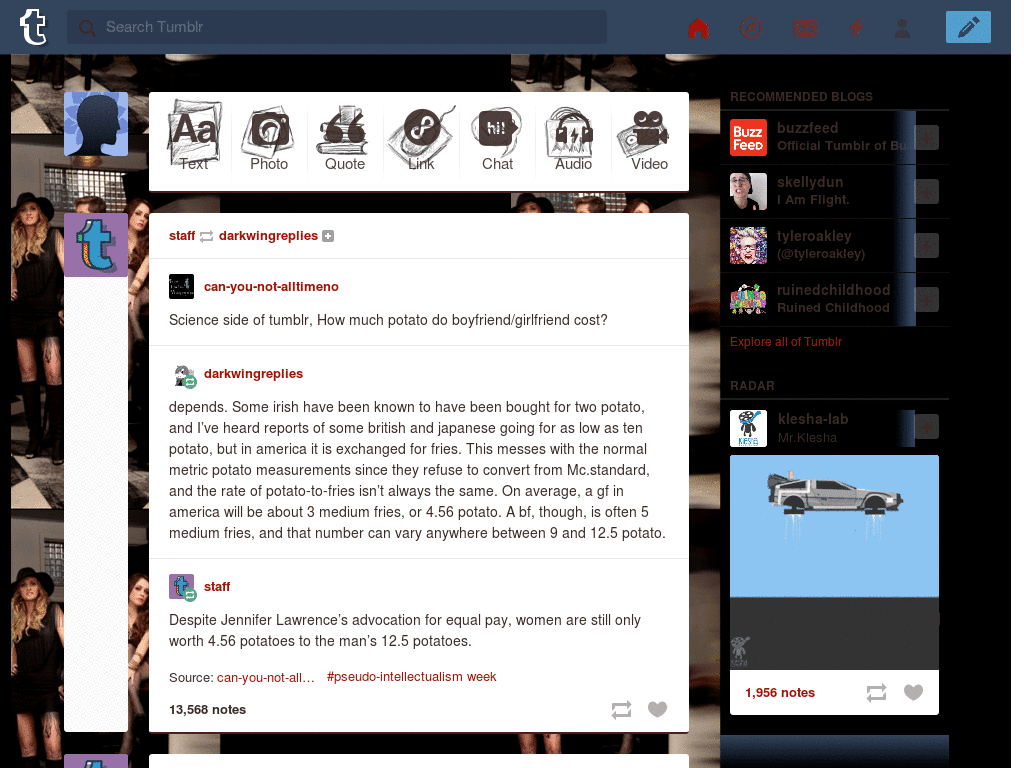 Search Tumblr
Aa
hi!
Text
Photo
Quote
Link
Chat
Audio
Video
staff darkwingreplies
can-you-not-alltimeno
Science side of tumblr, How much potato do boyfriend/girlfriend cost?
darkwingreplies
depends. Some irish have been known to have been bought for two potato,
and I’ve heard reports of some british and japanese going for as low as ten
potato, but in america it is exchanged for fries. This messes with the normal
metric potato measurements since they refuse to convert from Mc.standard,
and the rate of potato-to-fries isn’t always the same. On average, a gf in
america will be about 3 medium fries, or 4.56 potato. A bf, though, is often 5
medium fries, and that number can vary anywhere between 9 and 12.5 potato.
staff
Despite Jennifer Lawrence’s advocation for equal pay, women are still only
worth 4.56 potatoes to the man’s 12.5 potatoes.
Source: can-you-not-all… #pseudo-intellectualism week
13,568 notes
RECOMMENDED BLOGS
BuzzFeed
buzzfeed
Official Tumblr of Bu
skellydun
I Am Flight.
tyleroakley
(@tyleroakley)
ruinedchildhood
Ruined Childhood
Explore all of Tumblr
RADAR
klesha-lab
Mr.Klesha
1,956 notes